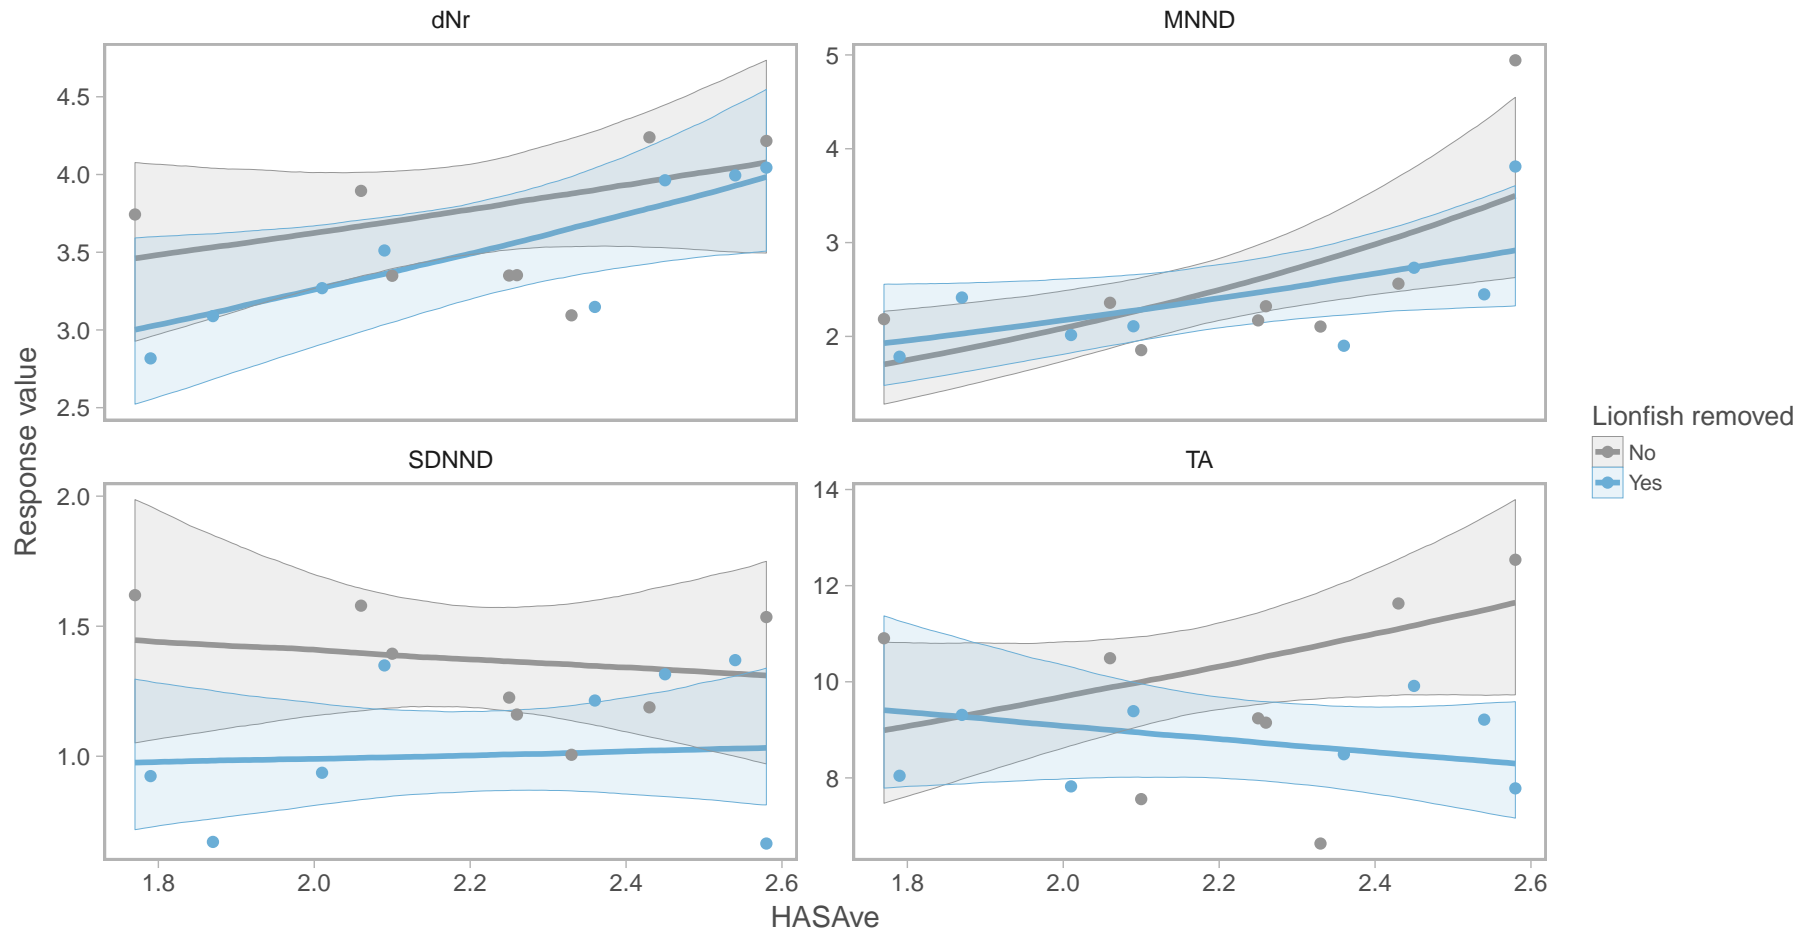 dNr
MNND
4.5
4.0
3.5
3.0
2.5
5
4
3
2
Response value
SDNND
TA
2.0
1.5
1.0
14
12
10
8
1.8 2.0 2.2 2.4 2.6
1.8 2.0 2.2 2.4 2.6
HASAve
Lionfish removed
No
Yes